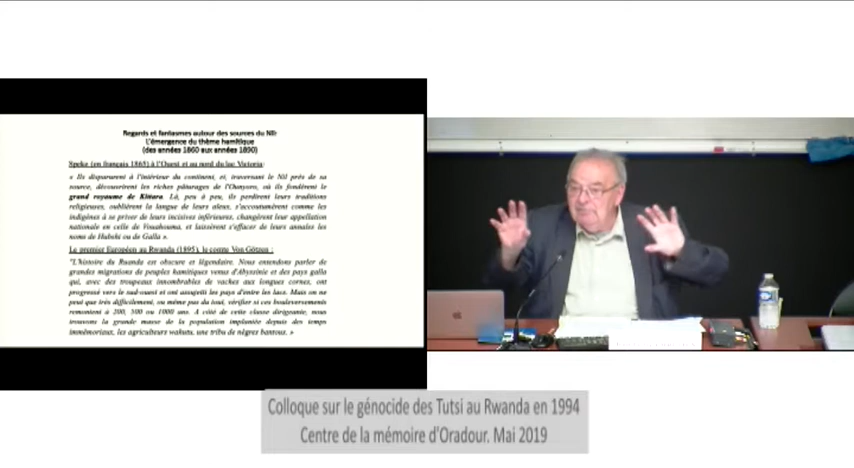 Regards et fantasmes autour des sources du Nil:
L'émergence du thème hamitique
(des années 1860 aux années 1890)
Speke (en français 1865) à l'Ouest et au nord du lac Victoria:
« Ils disparurent à l'intérieur du continent, et, traversant le Nil près de sa
source, découvrirent les riches pâturages de l'Ounyoro, où ils fondèrent le
grand royaume de Kittara. Là, peu à peu, ils perdirent leurs traditions
religieuses, oublièrent la langue de leurs aïeux, s'accoutumèrent comme les
indigènes à se priver de leurs incisives inférieures, changèrent leur appellation
nationale en celle de Vouahouma, et laissèrent s'effacer de leurs annales les
noms de Hubshi ou de Galla ».
Le premier Européen au Rwanda (1895), le comte Von Götzen :
"L'histoire du Ruanda est obscure et légendaire. Nous entendons parler de
grandes migrations de peuples hamitiques venus d'Abyssinie et des pays galla
qui, avec des troupeaux innombrables de vaches aux longues cornes, ont
progressé vers le sud-ouest et ont assujetti les pays d'entre les lacs. Mais on ne
peut que très difficilement, ou même pas du tout, vérifier si ces bouleversements
remontent à 200, 500 ou 1000 ans. A côté de cette classe dirigeante, nous
trouvons la grande masse de la population implantée depuis des temps
immémoriaux, les agriculteurs wahutu, une tribu de nègres bantous. »
Colloque sur le génocide des Tutsi au Rwanda en 1994
Centre de la mémoire d'Oradour. Mai 2019